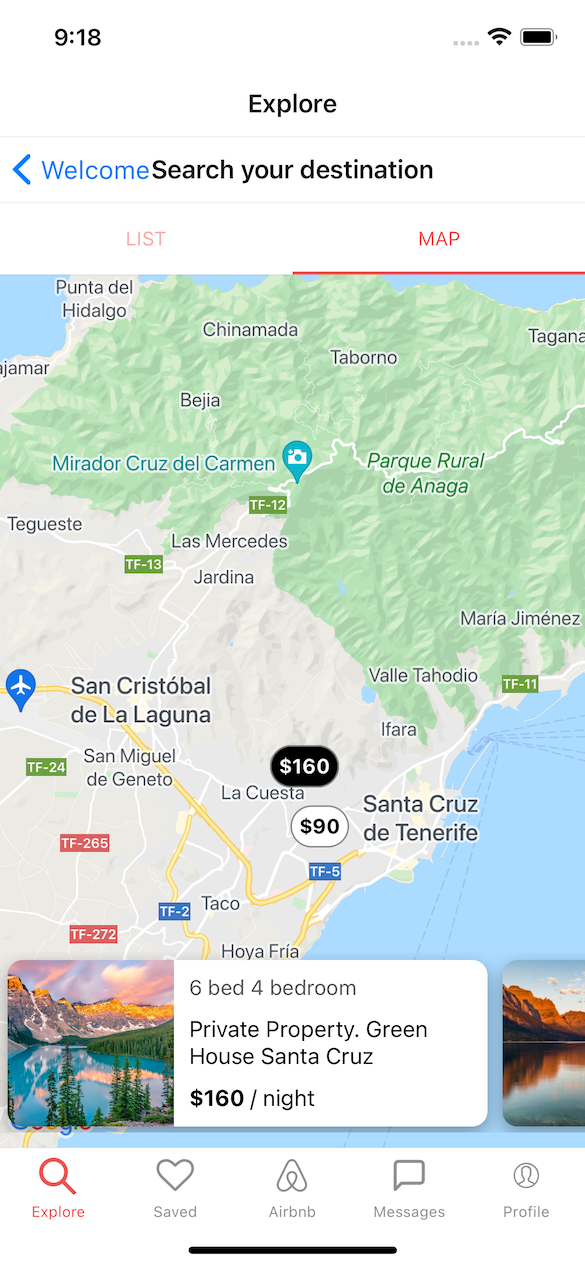 9:18
Explore
Welcome Search your destination
LIST
MAP
Punta del
Hidalgo
Chinamada
Tagana
Taborno
ajamar
Bejia
Mirador Cruz del Carmen
Parque Rural
de Anaga
TF-12
Tegueste
Las Mercedes
TF-13
Jardina
María Jiménez
Valle Tahodio
TF-11
San Cristóbal
de La Laguna
Ifara
San Miguel
de Geneto
TF-24
$160
La Cuesta
Santa Cruz
de Tenerife
$90
TF-265
TF-5
Taco
TF-2
TF-272
Hoya Fría
6 bed 4 bedroom
Private Property. Green
House Santa Cruz
$160 / night
Google
Explore
Saved
Airbnb
Messages
Profile